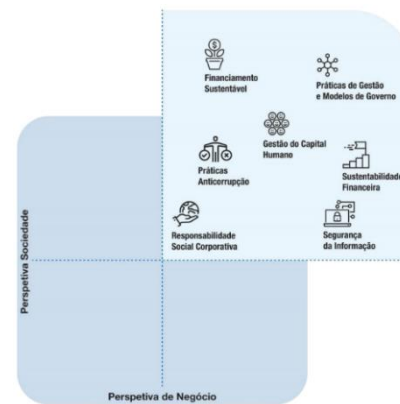 Financiamento
Sustentável
Práticas de Gestão
e Modelos de Governo
Gestão do Capital
Humano
Práticas
Anticorrupção
Sustentabilidade
Financeira
Responsabilidade
Social Corporativa
Segurança
da Informação
Perspetiva Sociedade
Perspetiva de Negócio